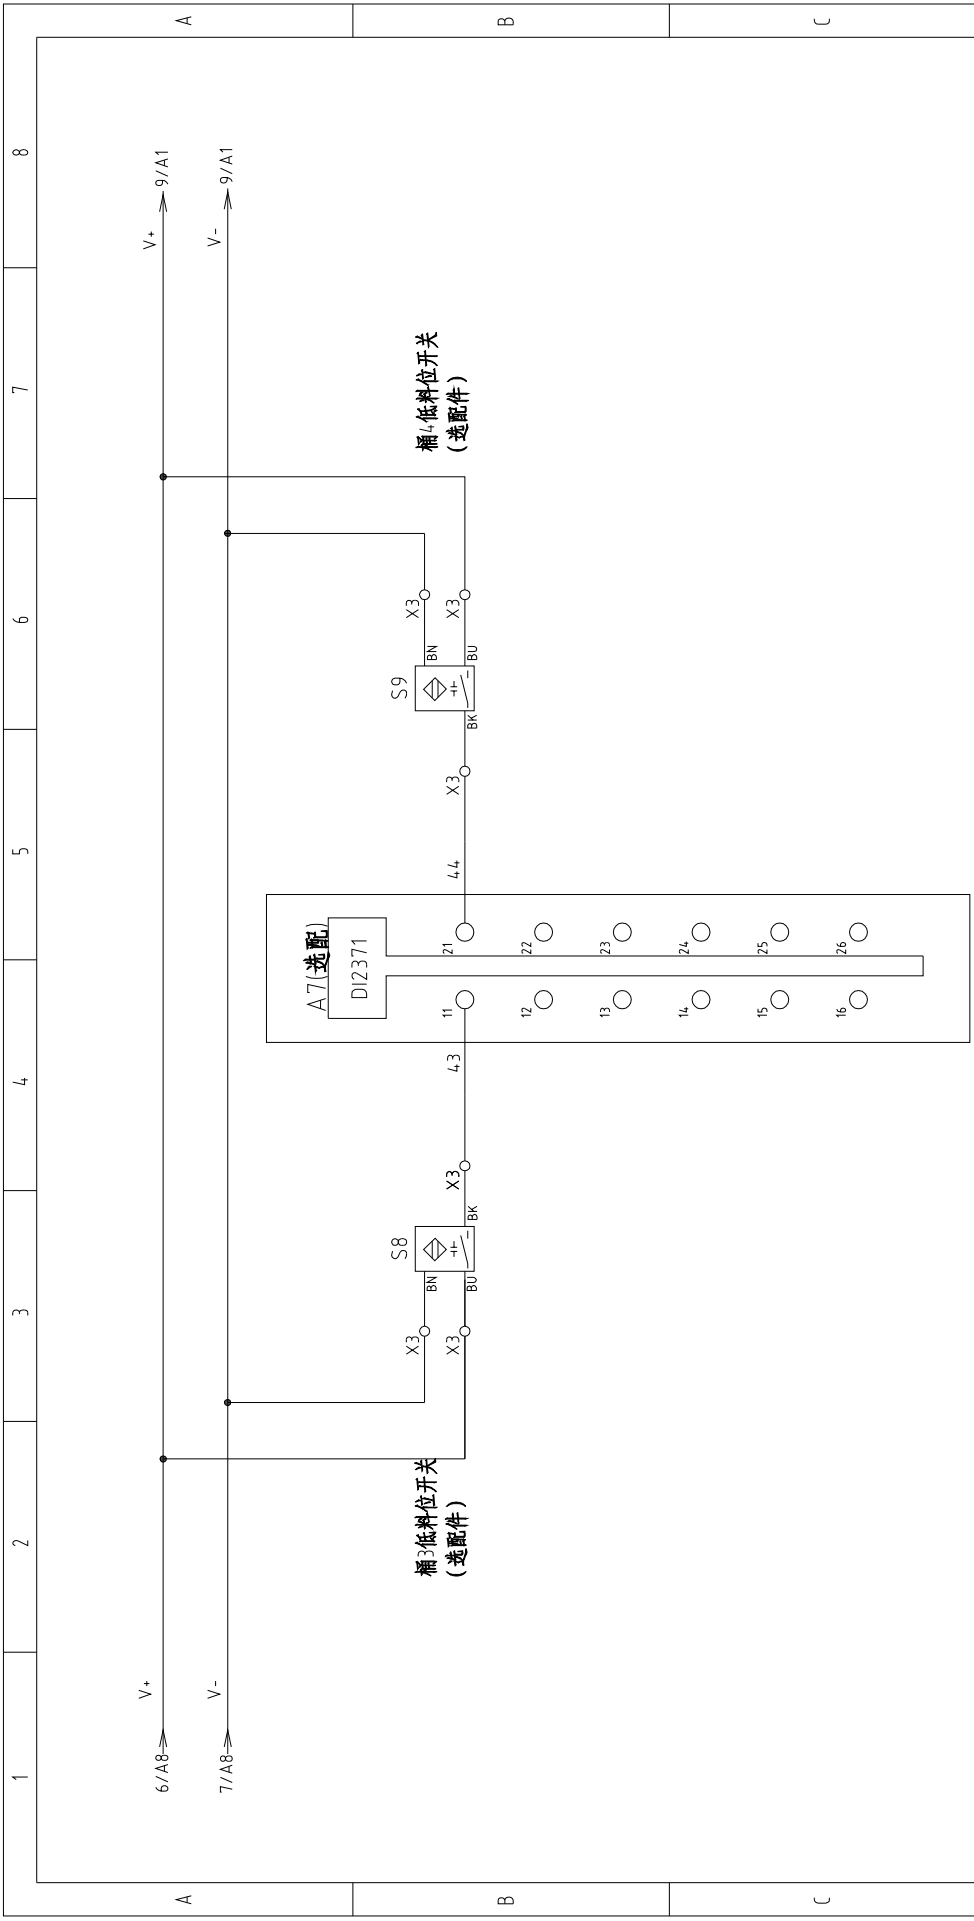 1 2 3 4 5 6 7 8
A
A
V+
V+
6/A8
9/A1
V-
V-
7/A8
9/A1
A7(选配)
DI2371
S8
S9
桶3低料位开关
(选配件)
桶4低料位开关
(选配件)
X3
BN
BN
X3
X3
BU
BK
X3
43
11
21
44
X3
BK
BU
X3
B
B
12
22
13
23
14
24
15
25
16
26
C
C